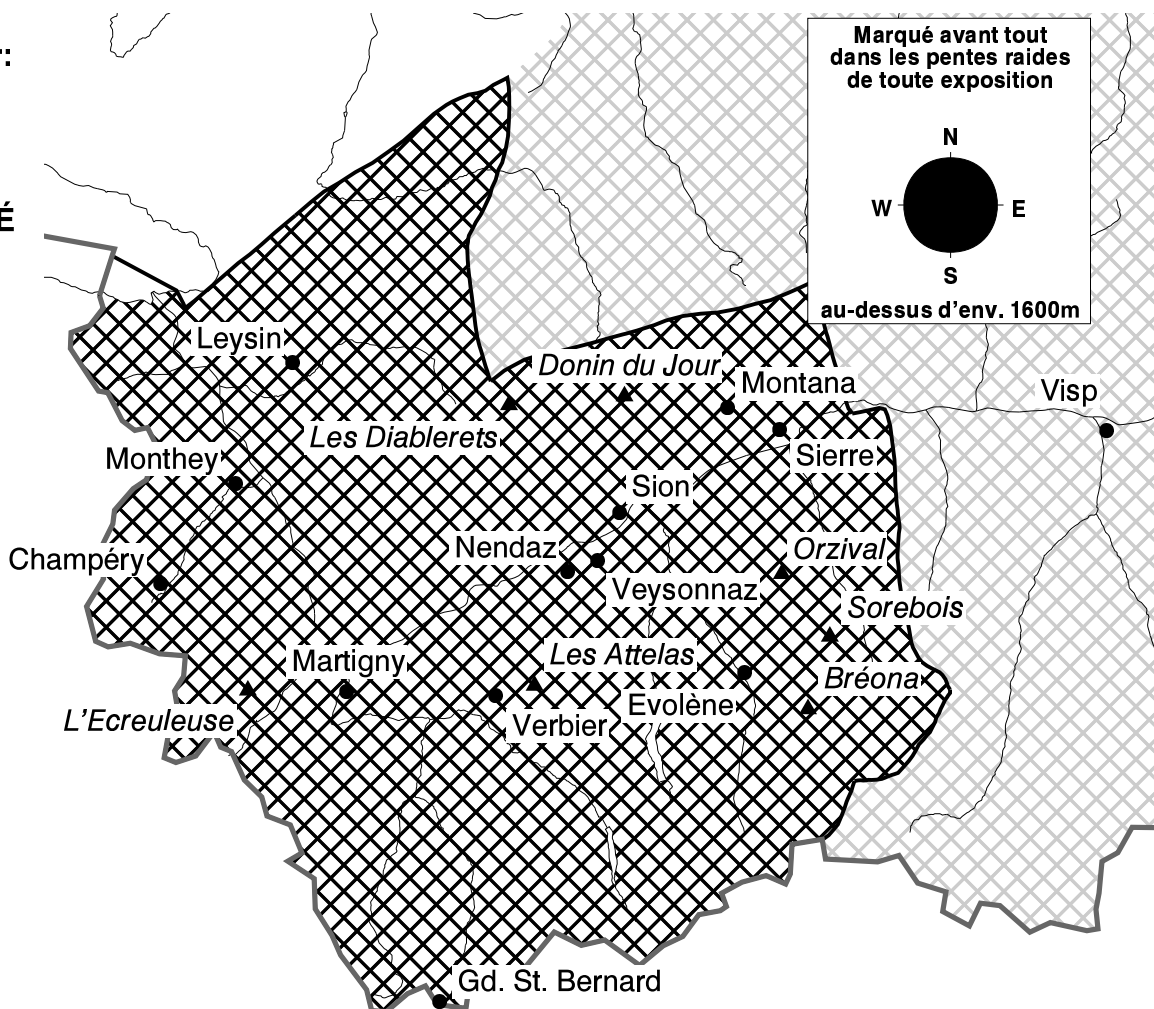 Marqué avant tout
dans les pentes raides
de toute exposition
N
W
E
S
au-dessus d'env. 1600m
:
É
Leysin
Donin du Jour
Montana
Visp
Les Diablerets
Sierre
Monthey
Sion
Nendaz
Orzival
Champéry
Veysonnaz
Sorebois
Les Attelas
Martigny
Bréona
Evolène
L'Ecreuleuse
Verbier
Gd. St. Bernard